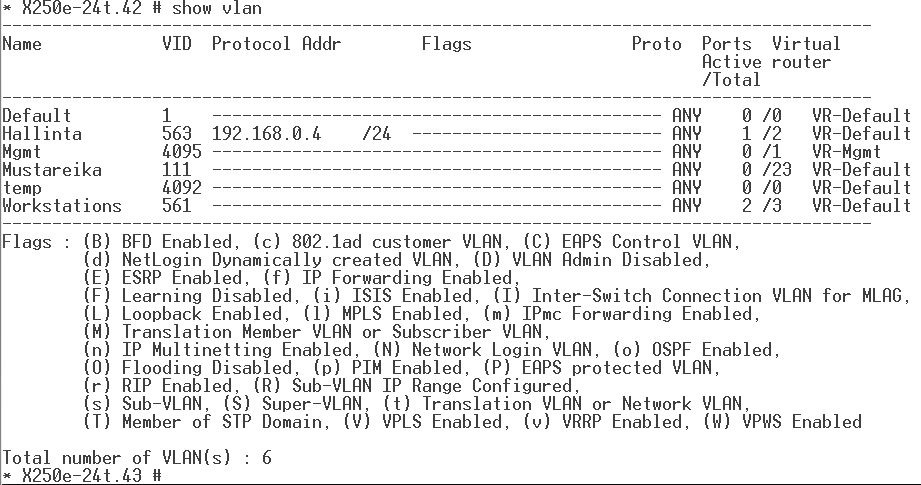 * X250e-24t.42 # show vlan
-----------------------------------------------------------------------------------------------
Name            VID  Protocol Addr       Flags                     Proto  Ports  Virtual
                                                                          Active router
                                                                          /Total
-----------------------------------------------------------------------------------------------
Default         1    ------------------------------------------------- ANY    0 /0   VR-Default
Hallinta        563  192.168.0.4    /24  --------------------------- ANY    1 /2   VR-Default
Mgmt            4095 ------------------------------------------------- ANY    0 /1   VR-Mgmt
Mustareika      111  ------------------------------------------------- ANY    0 /23  VR-Default
temp            4092 ------------------------------------------------- ANY    0 /0   VR-Default
Workstations    561  ------------------------------------------------- ANY    2 /3   VR-Default
-----------------------------------------------------------------------------------------------
Flags : (B) BFD Enabled, (c) 802.1ad customer VLAN, (C) EAPS Control VLAN,
        (d) NetLogin Dynamically created VLAN, (D) VLAN Admin Disabled,
        (E) ESRP Enabled, (f) IP Forwarding Enabled,
        (F) Learning Disabled, (i) ISIS Enabled, (I) Inter-Switch Connection VLAN for MLAG,
        (L) Loopback Enabled, (l) MPLS Enabled, (m) IPmc Forwarding Enabled,
        (M) Translation Member VLAN or Subscriber VLAN,
        (n) IP Multinetting Enabled, (N) Network Login VLAN, (o) OSPF Enabled,
        (O) Flooding Disabled, (p) PIM Enabled, (P) EAPS protected VLAN,
        (r) RIP Enabled, (R) Sub-VLAN IP Range Configured,
        (s) Sub-VLAN, (S) Super-VLAN, (t) Translation VLAN or Network VLAN,
        (T) Member of STP Domain, (V) VPLS Enabled, (v) VRRP Enabled, (W) VPWS Enabled
Total number of VLAN(s) : 6
* X250e-24t.43 #